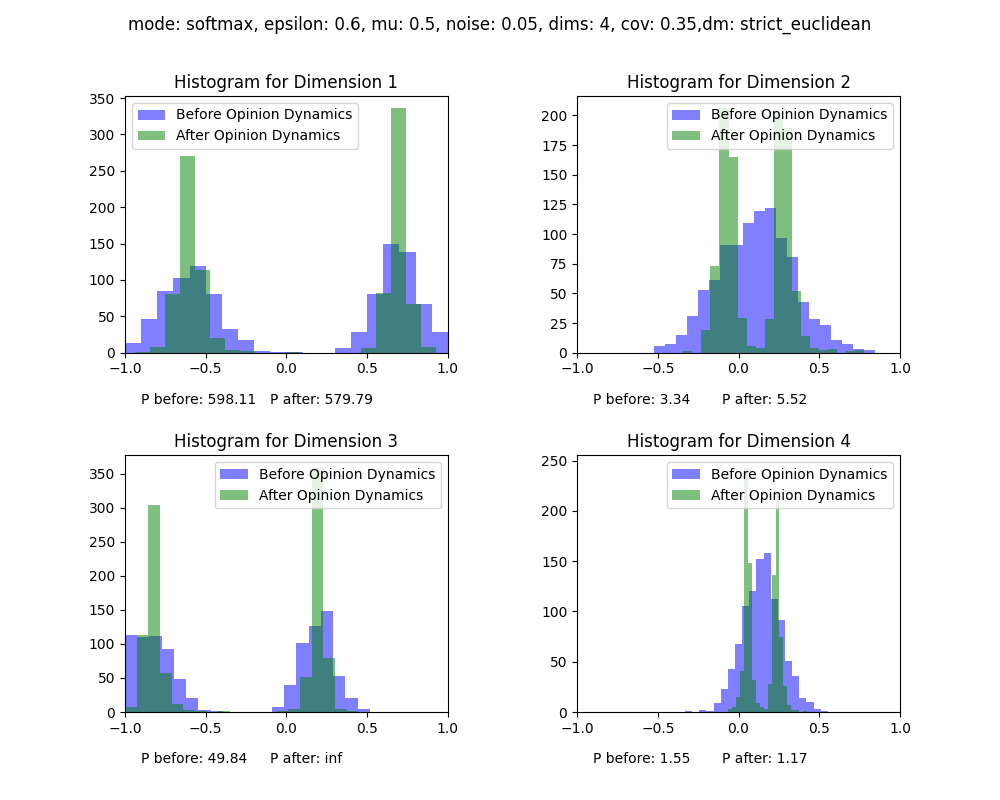 mode: softmax, epsilon: 0.6, mu: 0.5, noise: 0.05, dims: 4, cov: 0.35,dm: strict_euclidean
Histogram for Dimension 1
350
300
250
200
150
100
50
0
Before Opinion Dynamics
After Opinion Dynamics
−1.0 −0.5 0.0 0.5 1.0
P before: 598.11 P after: 579.79
Histogram for Dimension 2
200
175
150
125
100
75
50
25
0
Before Opinion Dynamics
After Opinion Dynamics
−1.0 −0.5 0.0 0.5 1.0
P before: 3.34 P after: 5.52
Histogram for Dimension 3
350
300
250
200
150
100
50
0
Before Opinion Dynamics
After Opinion Dynamics
−1.0 −0.5 0.0 0.5 1.0
P before: 49.84 P after: inf
Histogram for Dimension 4
250
200
150
100
50
0
Before Opinion Dynamics
After Opinion Dynamics
−1.0 −0.5 0.0 0.5 1.0
P before: 1.55 P after: 1.17